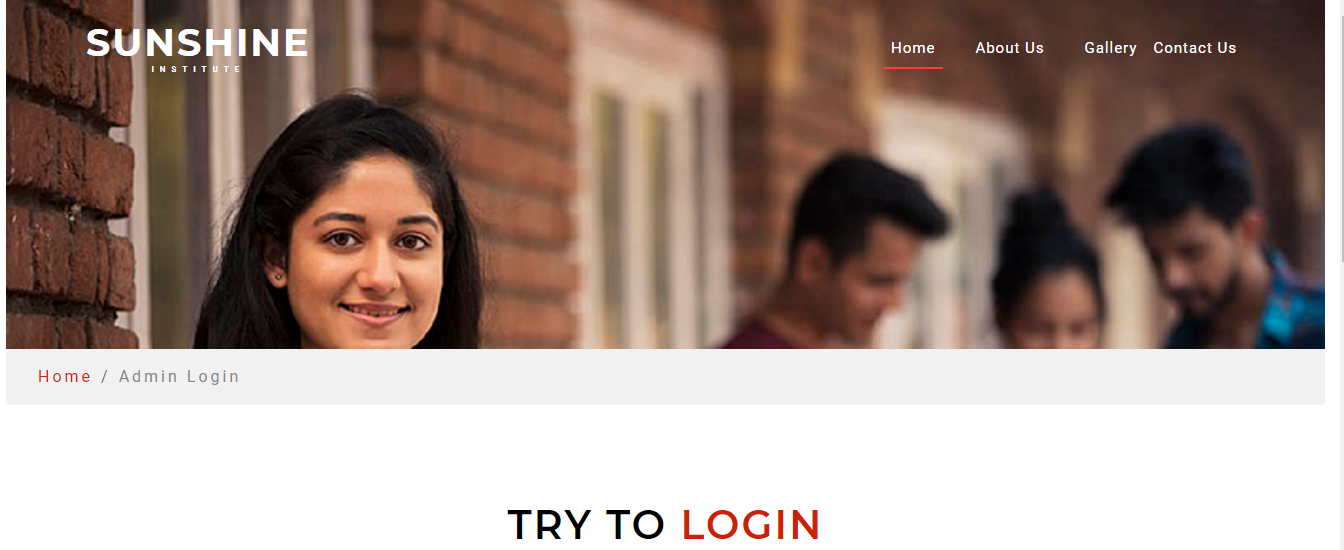 SUNSHINE
INSTITUTE
Home About Us Gallery Contact Us
Home / Admin Login
TRY TO LOGIN